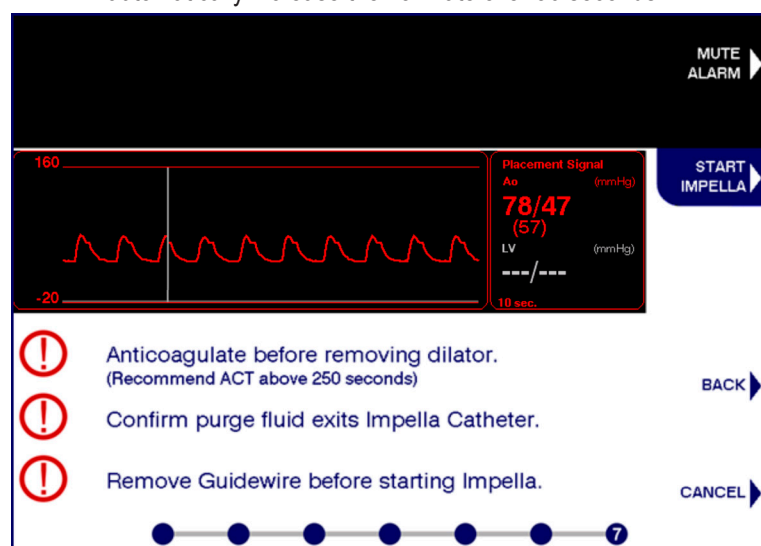 MUTE
ALARM
160
Placement Signal
Ao (mmHg)
78/47
(57)
LV (mmHg)
---/---
-20
10 sec.
START
IMPELLA
Anticoagulate before removing dilator.
(Recommend ACT above 250 seconds)
BACK
Confirm purge fluid exits Impella Catheter.
Remove Guidewire before starting Impella.
CANCEL
7